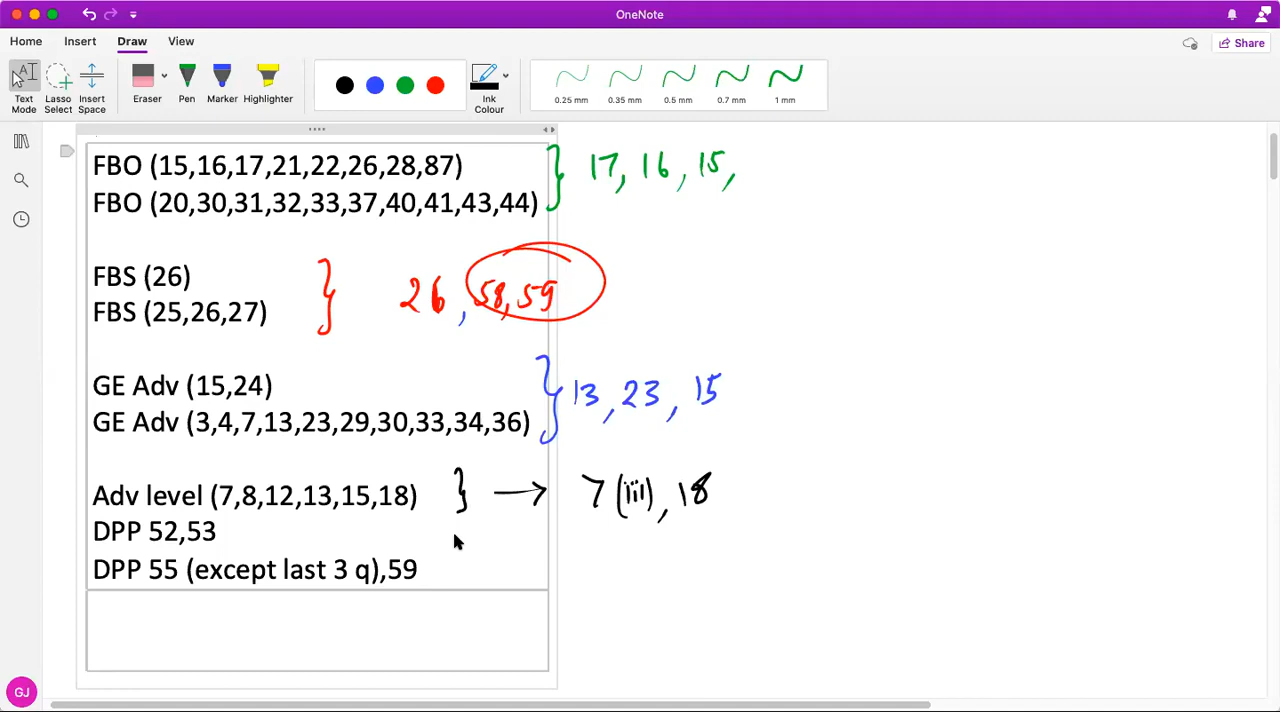 OneNote
Home Insert Draw View
Share
Text Mode
Lasso Select
Insert Space
Eraser
Pen
Marker
Highlighter
Ink Colour
0.25 mm 0.35 mm 0.5 mm 0.7 mm 1 mm
FBO (15,16,17,21,22,26,28,87)
FBO (20,30,31,32,33,37,40,41,43,44)
} 17, 16, 15,
FBS (26)
FBS (25,26,27)
} 26, 58,59
GE Adv (15,24)
GE Adv (3,4,7,13,23,29,30,33,34,36)
} 13, 23, 15
Adv level (7,8,12,13,15,18) } → 7(iii), 18
DPP 52,53
DPP 55 (except last 3 q),59
GJ